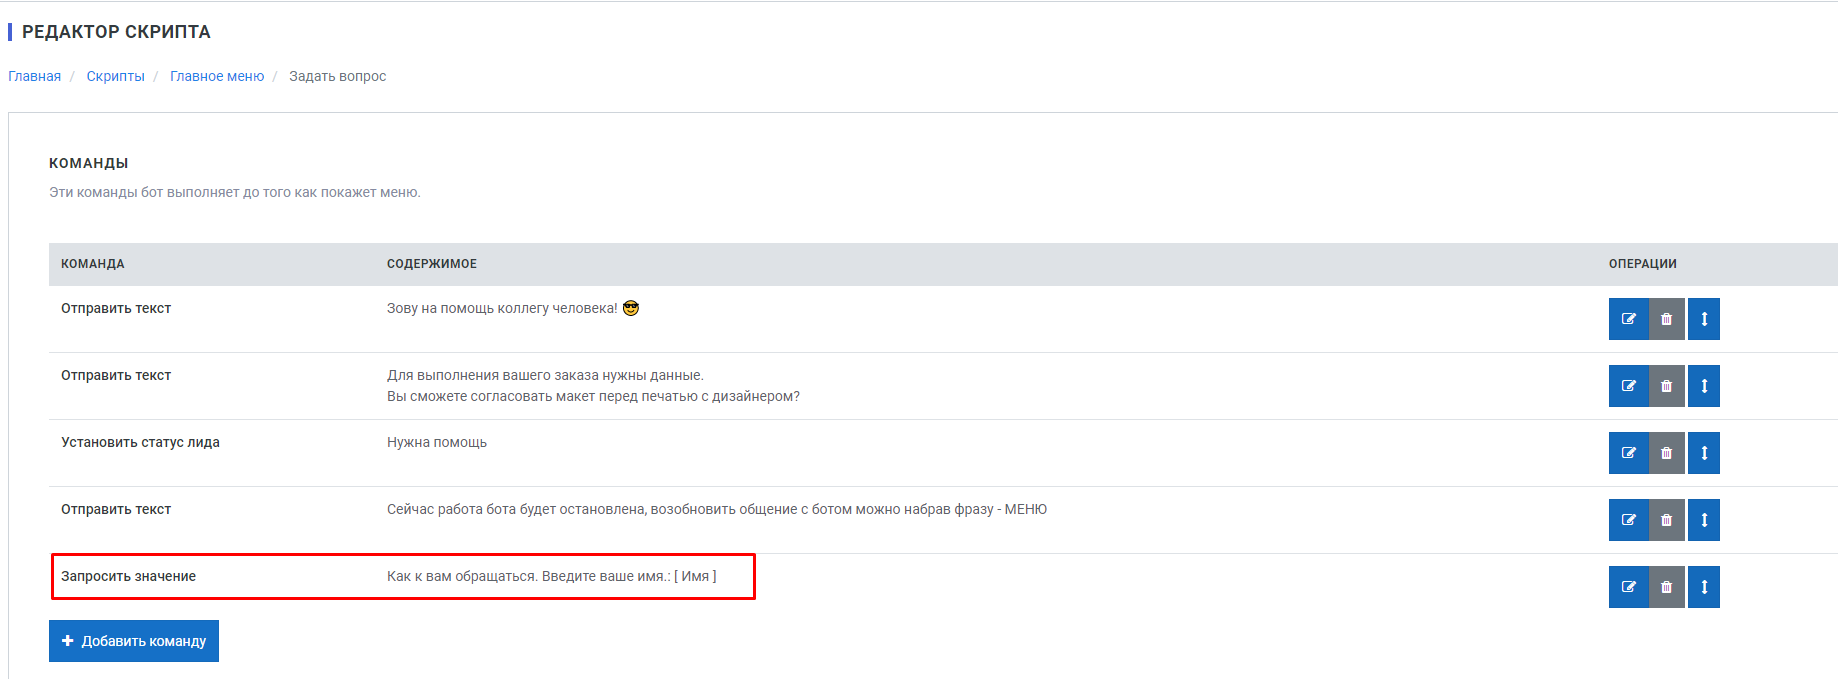 РЕДАКТОР СКРИПТА
Главная / Скрипты / Главное меню / Задать вопрос
КОМАНДЫ
Эти команды бот выполняет до того как покажет меню.
КОМАНДА СОДЕРЖИМОЕ ОПЕРАЦИИ
Отправить текст Зову на помощь коллегу человека! 😎
Отправить текст Для выполнения вашего заказа нужны данные.
Вы сможете согласовать макет перед печатью с дизайнером?
Установить статус лида Нужна помощь
Отправить текст Сейчас работа бота будет остановлена, возобновить общение с ботом можно набрав фразу - МЕНЮ
Запросить значение Как к вам обращаться. Введите ваше имя.: [ Имя ]
+ Добавить команду